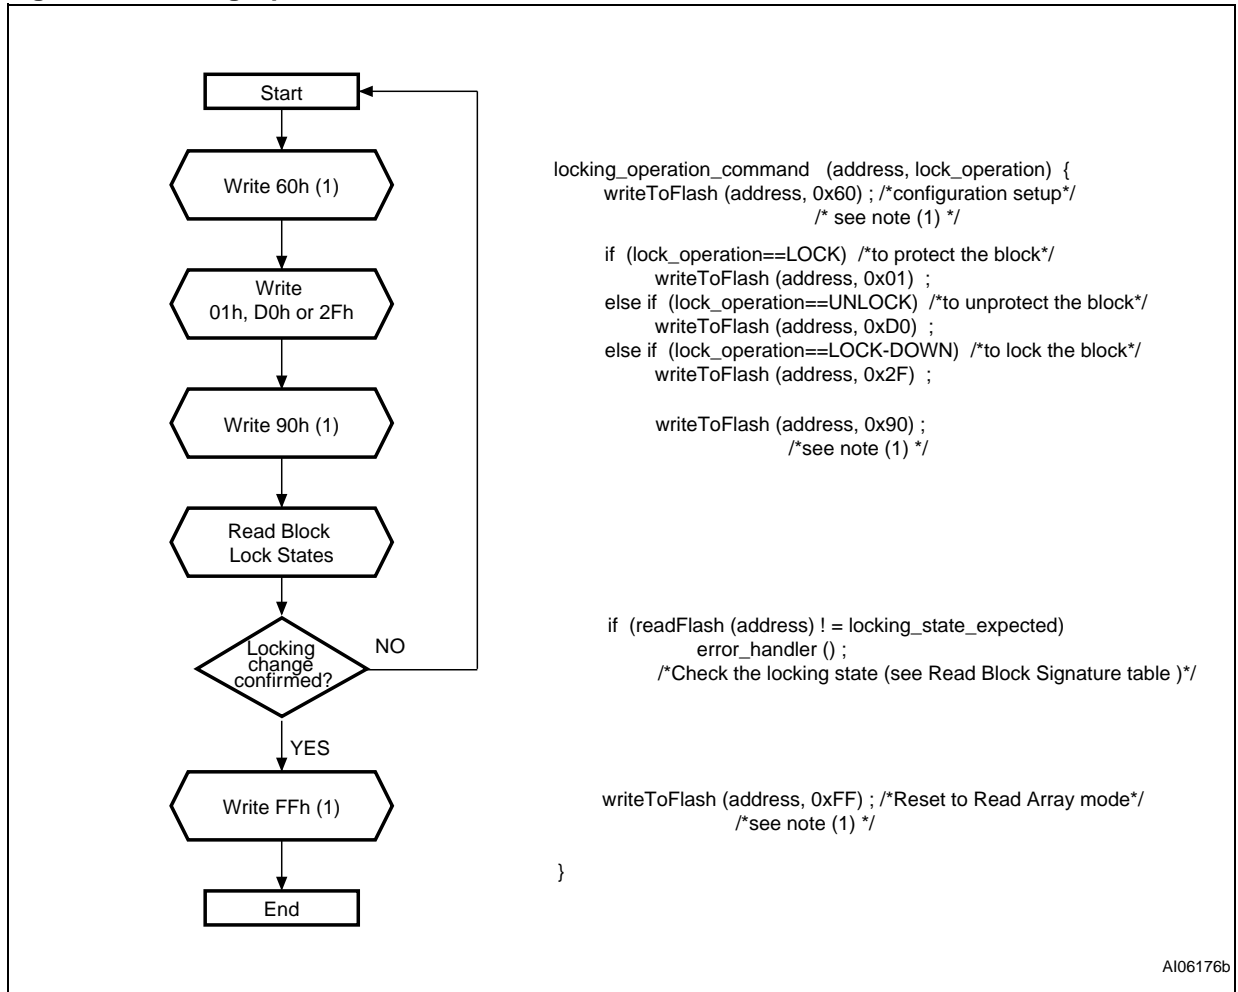 Start
Write 60h (1)
Write
01h, D0h or 2Fh
Write 90h (1)
Read Block
Lock States
Locking
change
confirmed?
NO
YES
Write FFh (1)
End
locking_operation_command (address, lock_operation) {
writeToFlash (address, 0x60) ; /*configuration setup*/
/* see note (1) */
if (lock_operation==LOCK) /*to protect the block*/
writeToFlash (address, 0x01) ;
else if (lock_operation==UNLOCK) /*to unprotect the block*/
writeToFlash (address, 0xD0) ;
else if (lock_operation==LOCK-DOWN) /*to lock the block*/
writeToFlash (address, 0x2F) ;
writeToFlash (address, 0x90) ;
/*see note (1) */
if (readFlash (address) ! = locking_state_expected)
error_handler () ;
/*Check the locking state (see Read Block Signature table )*/
writeToFlash (address, 0xFF) ; /*Reset to Read Array mode*/
/*see note (1) */
}
AI06176b